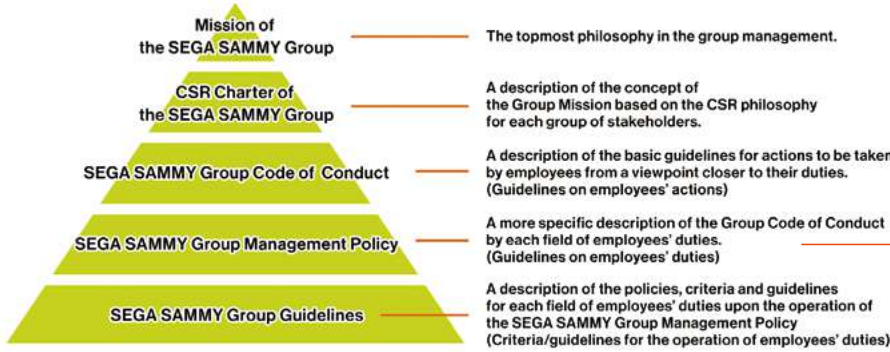 Mission of
the SEGA SAMMY Group
The topmost philosophy in the group management.
CSR Charter of
the SEGA SAMMY Group
A description of the concept of
the Group Mission based on the CSR philosophy
for each group of stakeholders.
SEGA SAMMY Group Code of Conduct
A description of the basic guidelines for actions to be taken
by employees from a viewpoint closer to their duties.
(Guidelines on employees' actions)
SEGA SAMMY Group Management Policy
A more specific description of the Group Code of Conduct
by each field of employees' duties.
(Guidelines on employees' duties)
SEGA SAMMY Group Guidelines
A description of the policies, criteria and guidelines
for each field of employees' duties upon the operation of
the SEGA SAMMY Group Management Policy
(Criteria/guidelines for the operation of employees' duties)